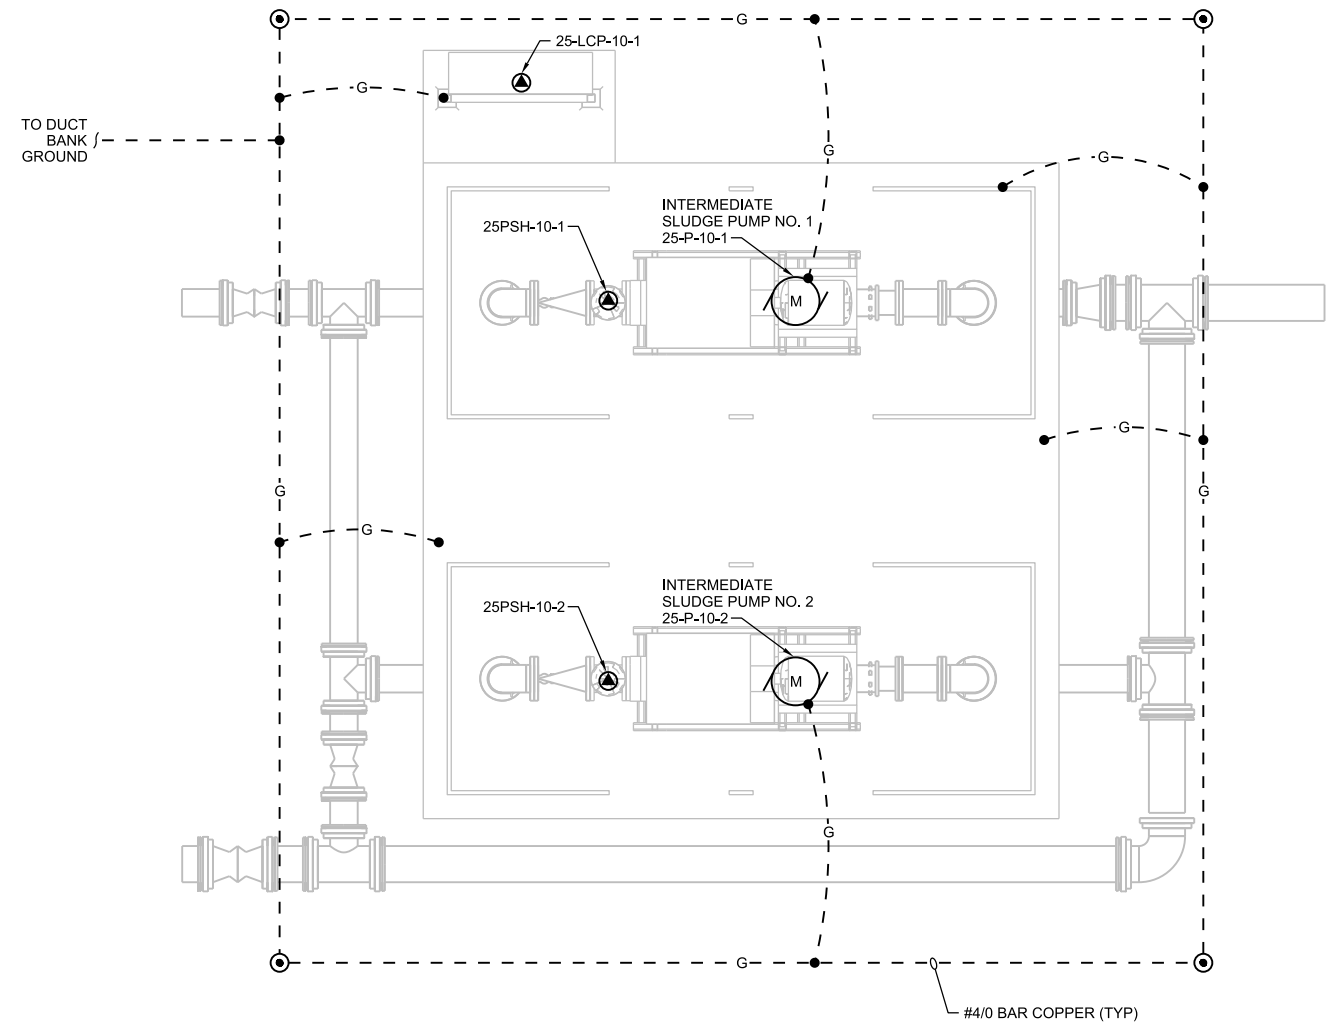 G
25-LCP-10-1
G
TO DUCT
BANK
GROUND
G
G
INTERMEDIATE
SLUDGE PUMP NO. 1
25-P-10-1
25PSH-10-1
M
G
G
G
G
INTERMEDIATE
SLUDGE PUMP NO. 2
25-P-10-2
25PSH-10-2
M
G
G
#4/0 BAR COPPER (TYP)